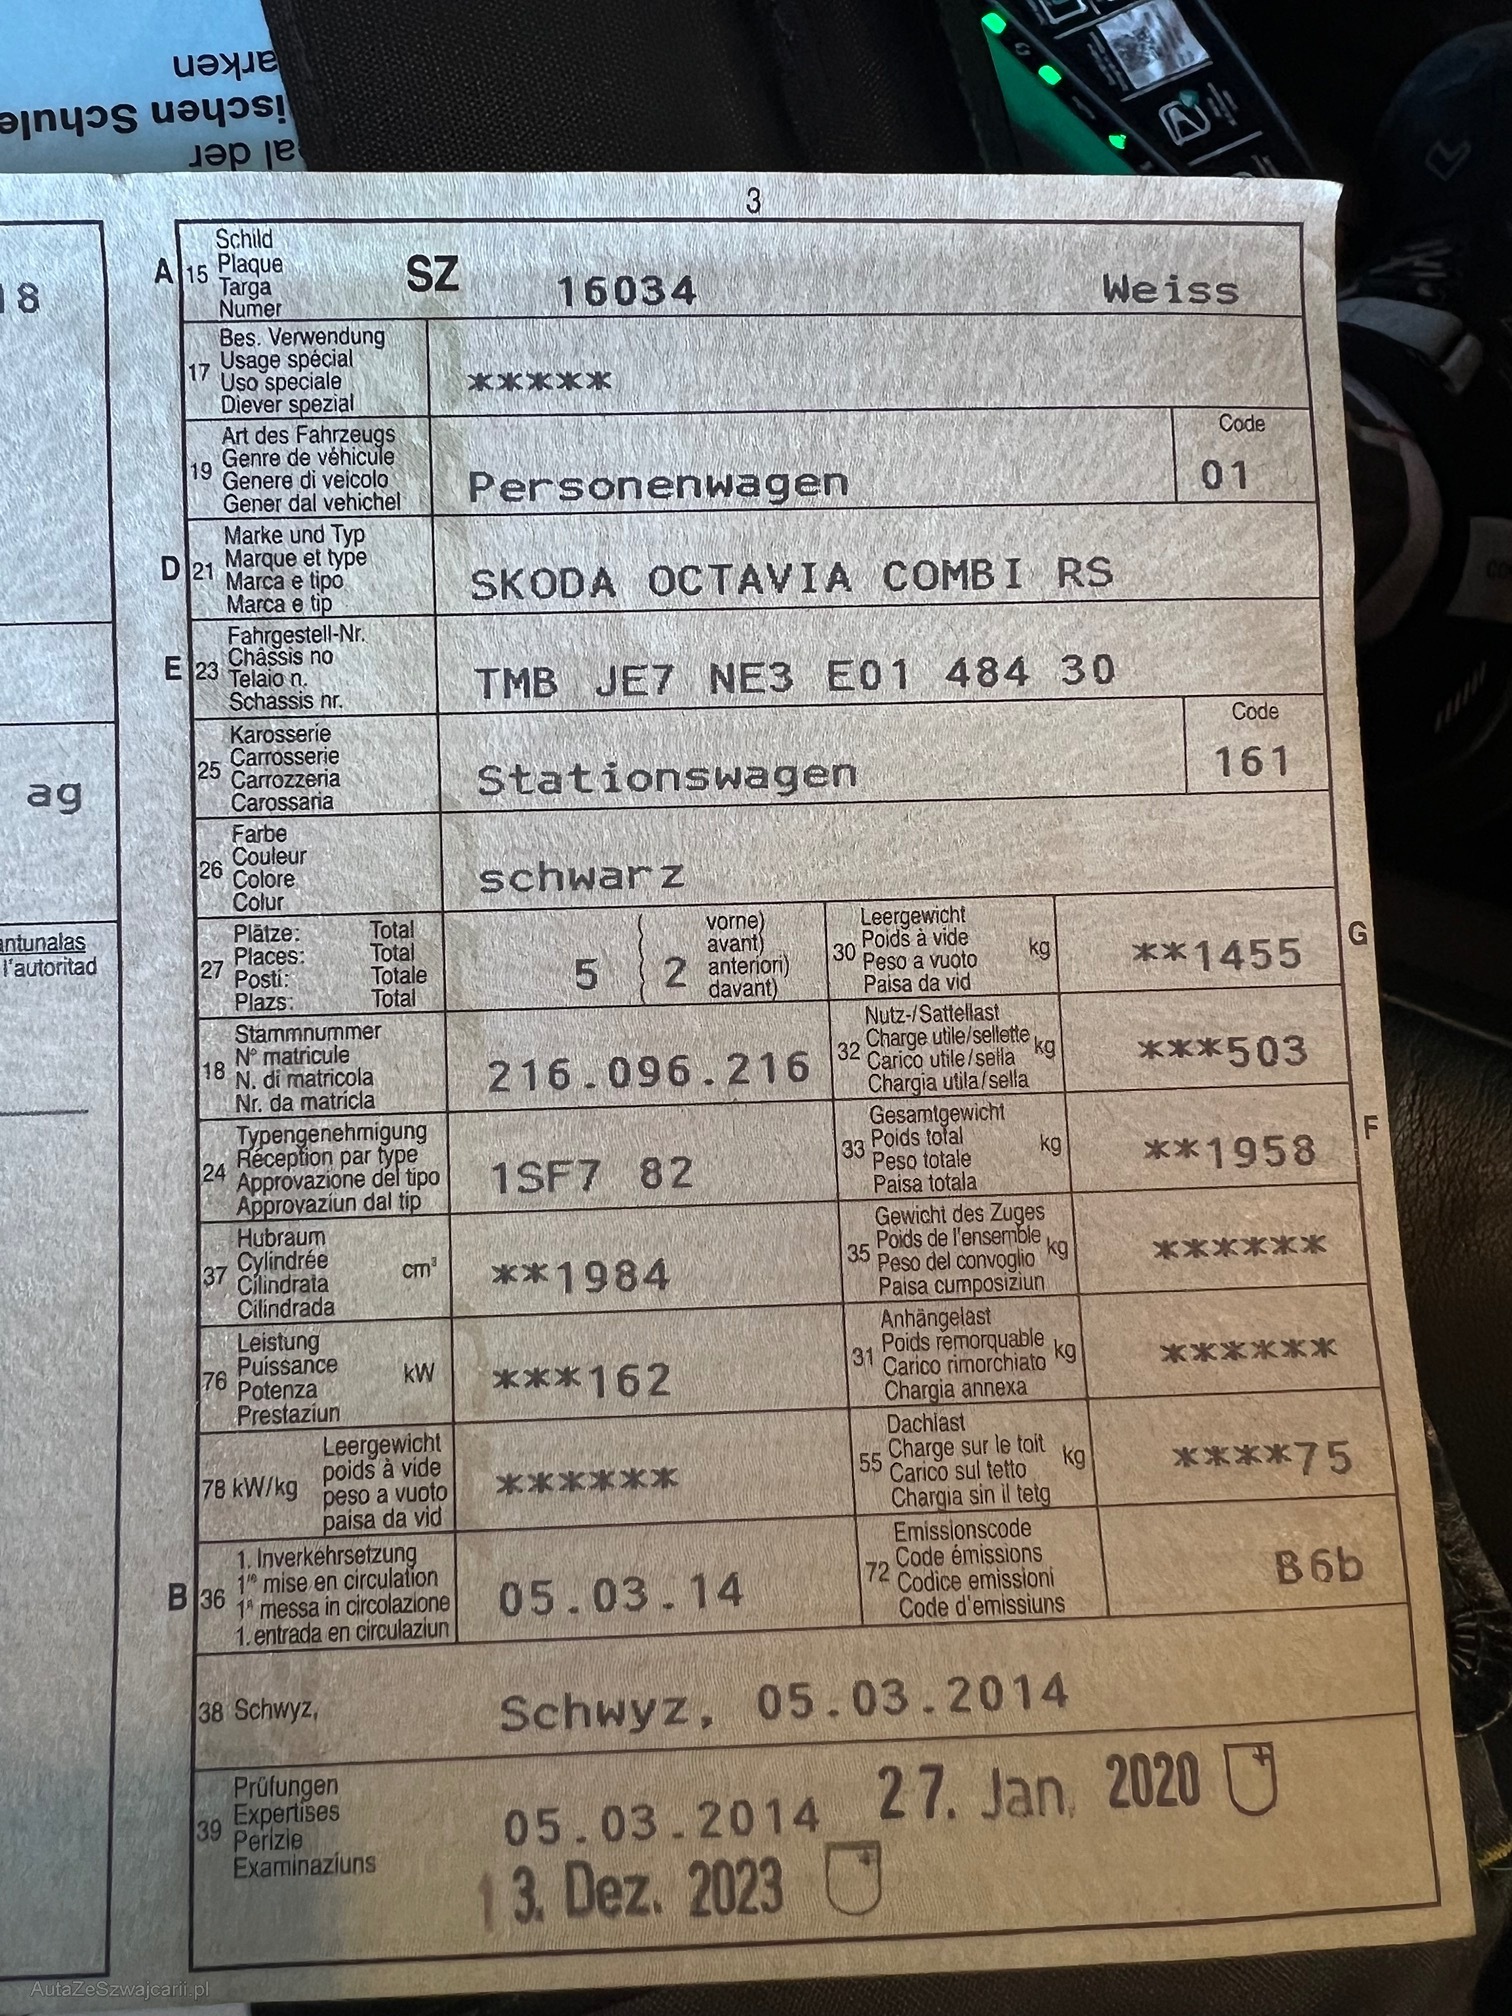 arken
ischen Schule
al der
3
18
ag
antunalas
l'autoritad
A 15 Schild
Plaque
Targa
Numer
SZ 16034 Weiss
17 Bes. Verwendung
Usage spécial
Uso speciale
Diever spezial
*****
19 Art des Fahrzeugs
Genre de véhicule
Genere di veicolo
Gener dal vehichel
Personenwagen
Code
01
D 21 Marke und Typ
Marque et type
Marca e tipo
Marca e tip
SKODA OCTAVIA COMBI RS
E 23 Fahrgestell-Nr.
Châssis no
Telaio n.
Schassis nr.
TMB JE7 NE3 E01 484 30
25 Karosserie
Carrosserie
Carrozzeria
Carossaria
Stationswagen
Code
161
26 Farbe
Couleur
Colore
Colur
schwarz
27 Plätze: Total
Places: Total
Posti: Totale
Plazs: Total
5 2
vorne)
avant)
anteriori)
davant)
30 Leergewicht
Poids à vide
Peso a vuoto
Paisa da vid
kg
**1455
G
18 Stammnummer
N° matricule
N. di matricola
Nr. da matricla
216.096.216
32 Nutz-/Sattellast
Charge utile/sellette
Carico utile/sella
Chargia utila/sella
kg
***503
24 Typengenehmigung
Réception par type
Approvazione del tipo
Approvaziun dal tip
1SF7 82
33 Gesamtgewicht
Poids total
Peso totale
Paisa totala
kg
**1958
F
37 Hubraum
Cylindrée
Cilindrata
Cilindrada
cm³
**1984
35 Gewicht des Zuges
Poids de l'ensemble
Peso del convoglio
Paisa cumposiziun
kg
******
76 Leistung
Puissance
Potenza
Prestaziun
kW
***162
31 Anhängelast
Poids remorquable
Carico rimorchiato
Chargia annexa
kg
******
78 kW/kg
Leergewicht
poids à vide
peso a vuoto
paisa da vid
******
55 Dachlast
Charge sur le toit
Carico sul tetto
Chargia sin il tetg
kg
****75
B 36 1. Inverkehrsetzung
1re mise en circulation
1a messa in circolazione
1. entrada en circulaziun
05.03.14
72 Emissionscode
Code émissions
Codice emissioni
Code d'emissiuns
B6b
38 Schwyz,
Schwyz, 05.03.2014
39 Prüfungen
Expertises
Perizie
Examinaziuns
05.03.2014 27. Jan. 2020
13. Dez. 2023
AutaZeSzwajcarii.pl